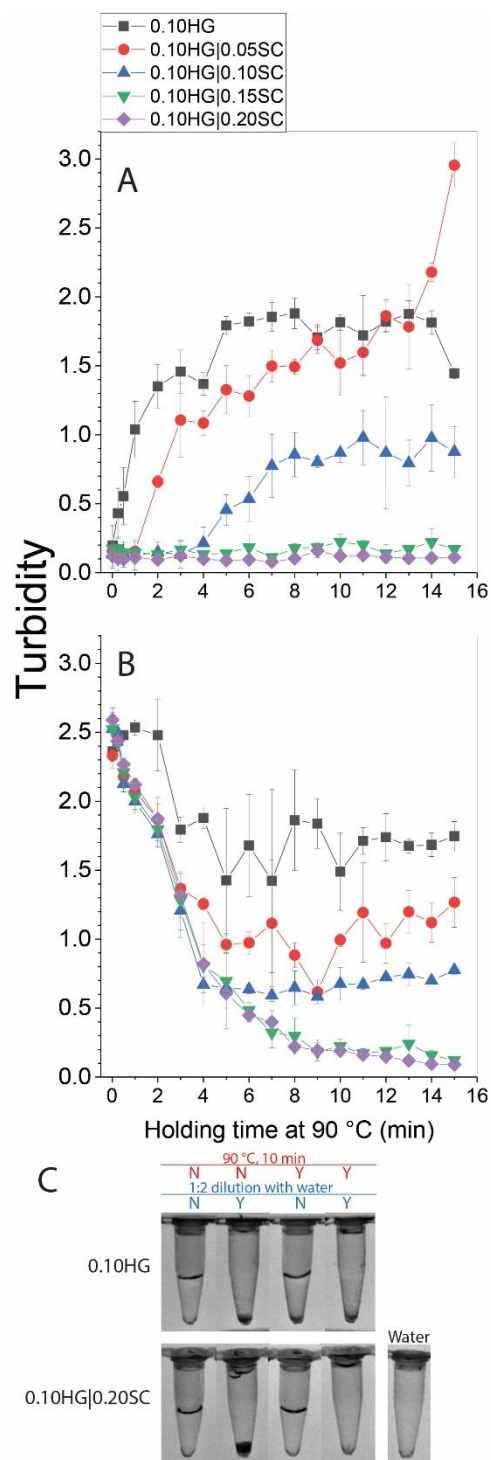 0.10HG
0.10HG|0.05SC
0.10HG|0.10SC
0.10HG|0.15SC
0.10HG|0.20SC
A
3.0
2.5
2.0
1.5
1.0
0.5
0.0
0 2 4 6 8 10 12 14 16
Turbidity
B
3.0
2.5
2.0
1.5
1.0
0.5
0.0
0 2 4 6 8 10 12 14 16
Holding time at 90 °C (min)
C
90 °C, 10 min
N N Y Y
1:2 dilution with water
N Y N Y
0.10HG
Water
0.10HG|0.20SC